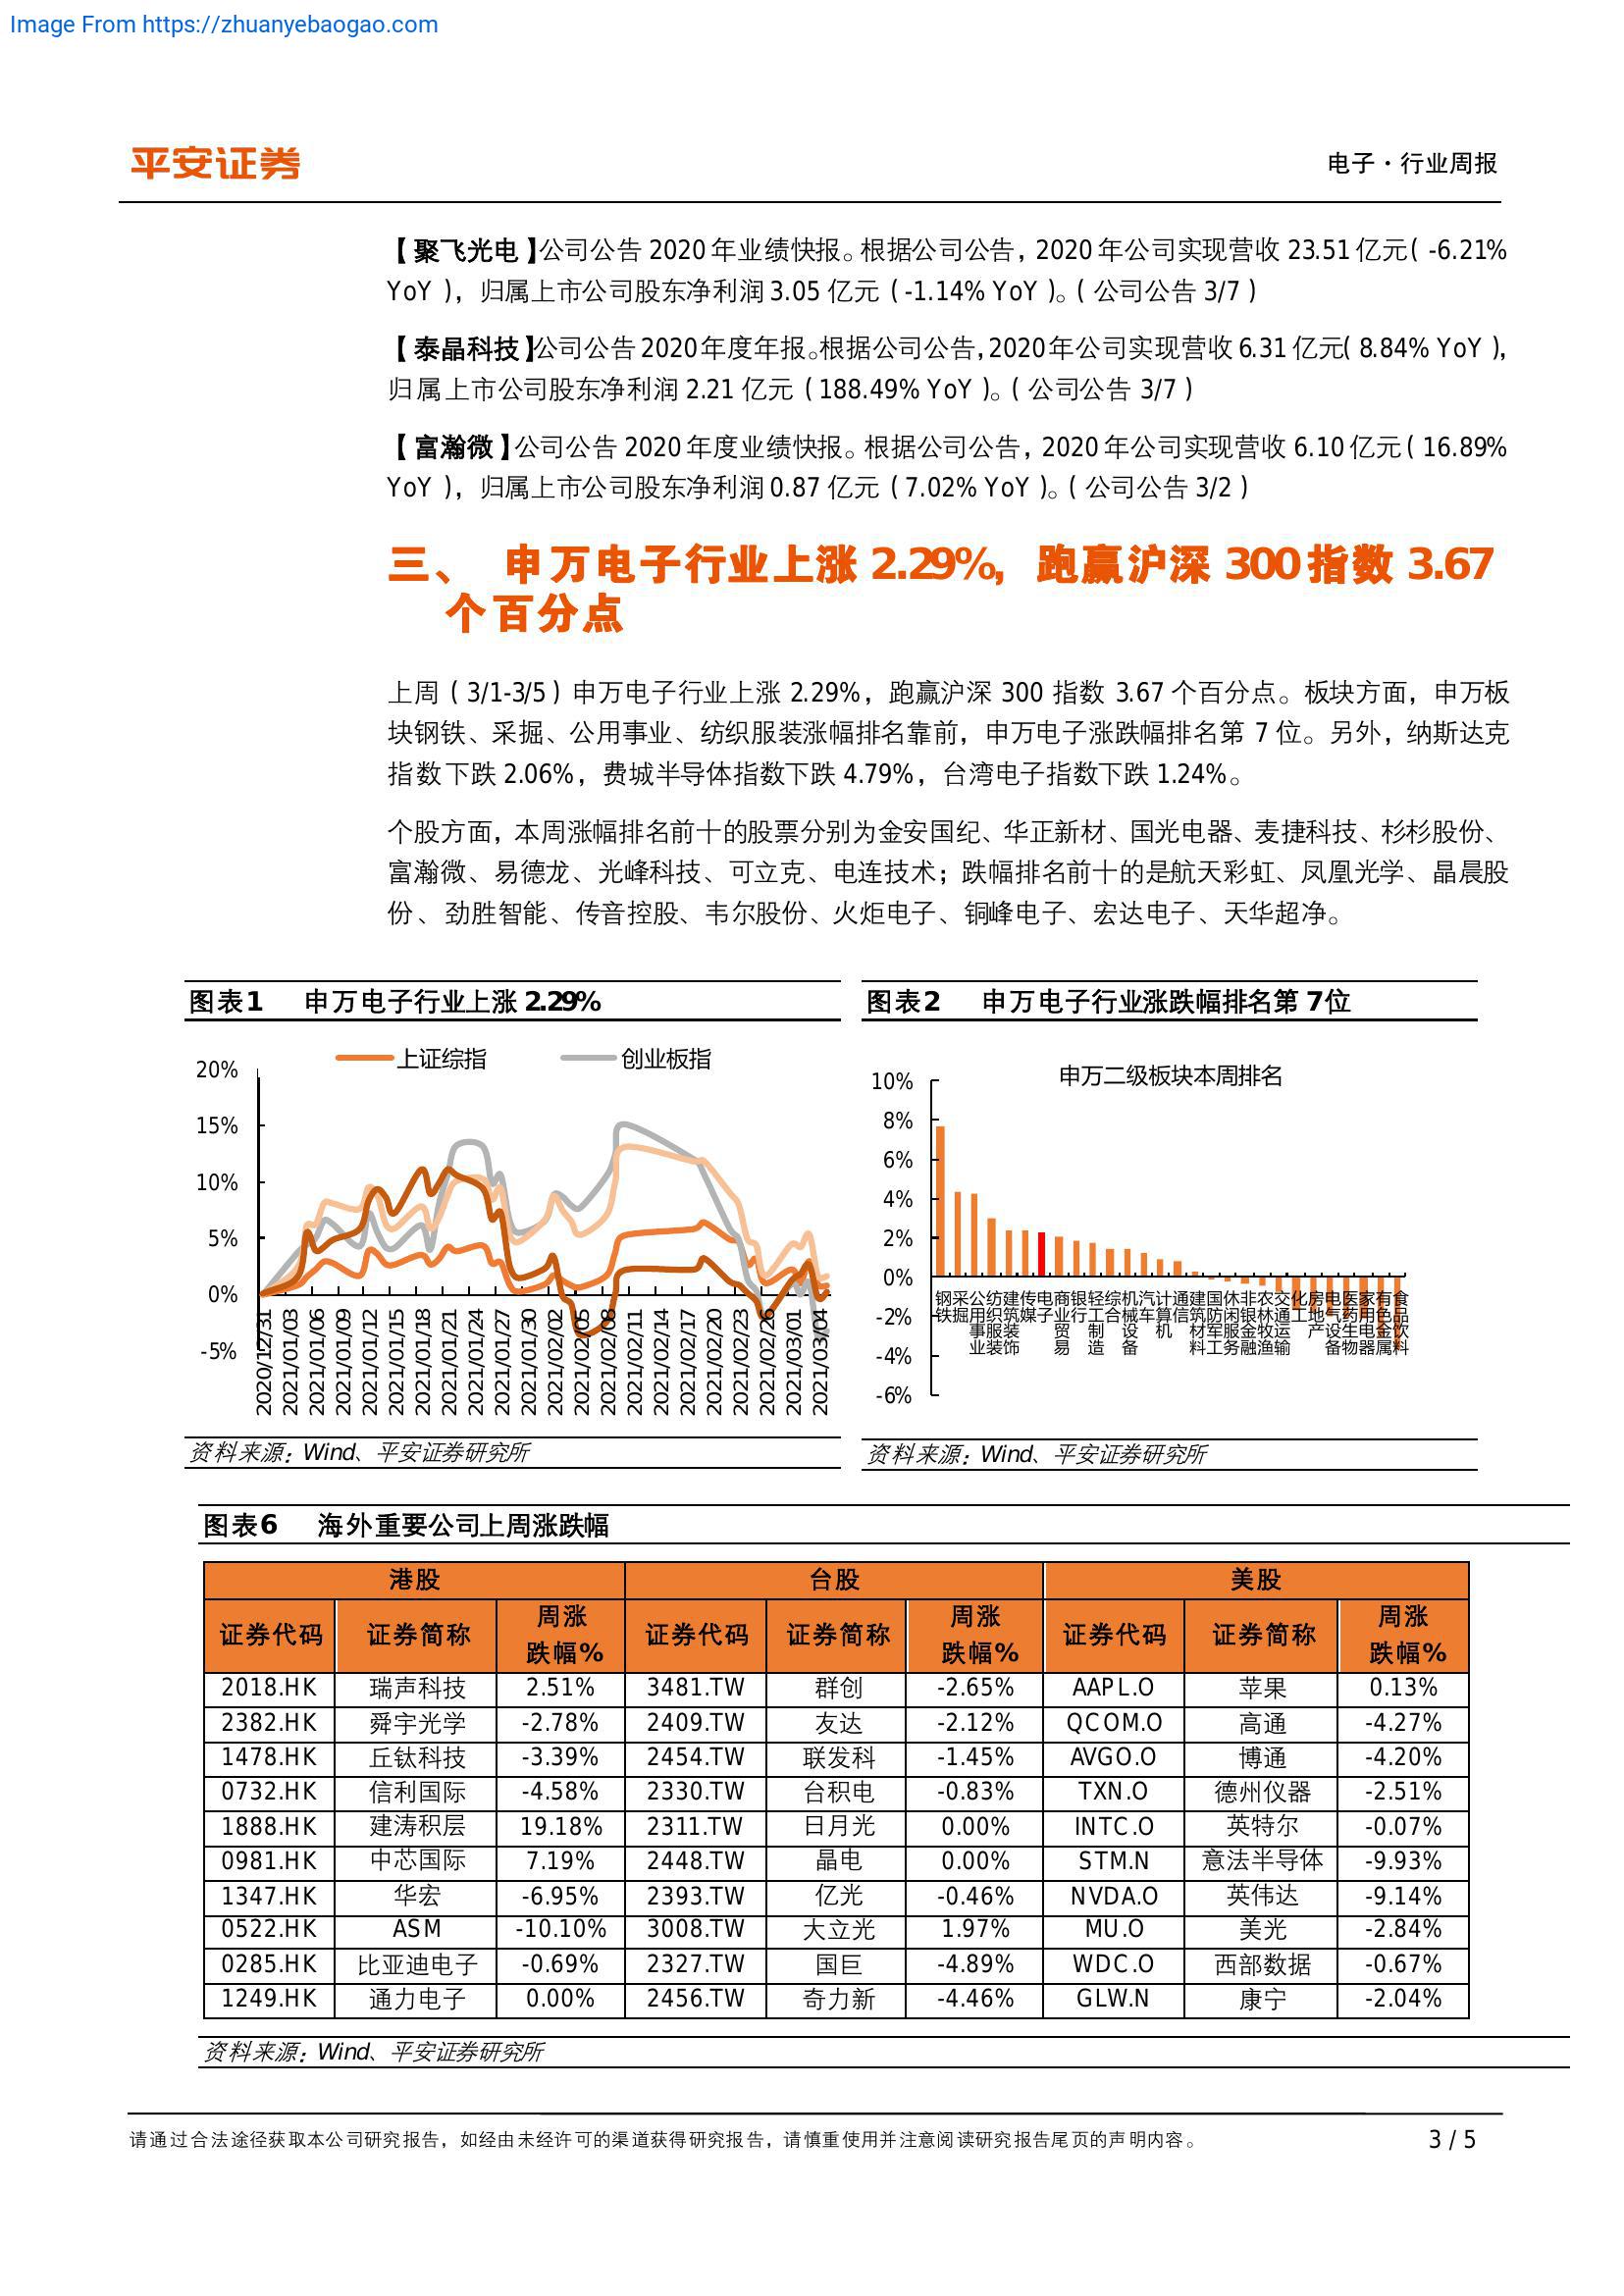 Image From https://zhuanyebaogao.com
平安证券
电子·行业周报
【聚飞光电】公司公告 2020 年业绩快报。根据公司公告，2020 年公司实现营收 23.51 亿元（-6.21%
YoY），归属上市公司股东净利润 3.05 亿元（-1.14% YoY）。（公司公告 3/7）
【泰晶科技】公司公告 2020 年度年报。根据公司公告，2020 年公司实现营收 6.31 亿元（8.84% YoY），
归属上市公司股东净利润 2.21 亿元（188.49% YoY）。（公司公告 3/7）
【富瀚微】公司公告 2020 年度业绩快报。根据公司公告，2020 年公司实现营收 6.10 亿元（16.89%
YoY），归属上市公司股东净利润 0.87 亿元（7.02% YoY）。（公司公告 3/2）
三、 申万电子行业上涨 2.29%，跑赢沪深 300 指数 3.67
个百分点
上周（3/1-3/5）申万电子行业上涨 2.29%，跑赢沪深 300 指数 3.67 个百分点。板块方面，申万板
块钢铁、采掘、公用事业、纺织服装涨幅排名靠前，申万电子涨跌幅排名第 7 位。另外，纳斯达克
指数下跌 2.06%，费城半导体指数下跌 4.79%，台湾电子指数下跌 1.24%。
个股方面，本周涨幅排名前十的股票分别为金安国纪、华正新材、国光电器、麦捷科技、杉杉股份、
富瀚微、易德龙、光峰科技、可立克、电连技术；跌幅排名前十的是航天彩虹、凤凰光学、晶晨股
份、劲胜智能、传音控股、韦尔股份、火炬电子、铜峰电子、宏达电子、天华超净。
图表1 申万电子行业上涨 2.29%
上证综指 创业板指
20%
15%
10%
5%
0%
-5%
2020/12/31 2021/01/03 2021/01/06 2021/01/09 2021/01/12 2021/01/15 2021/01/18 2021/01/21 2021/01/24 2021/01/27 2021/01/30 2021/02/02 2021/02/05 2021/02/08 2021/02/11 2021/02/14 2021/02/17 2021/02/20 2021/02/23 2021/02/26 2021/03/01 2021/03/04
资料来源：Wind、平安证券研究所
图表2 申万电子行业涨跌幅排名第 7位
申万二级板块本周排名
10%
8%
6%
4%
2%
0%
-2%
-4%
-6%
钢铁 采掘 公用事业 纺织服装 建筑装饰 传媒 电子 商业贸易 银行 轻工制造 综合 机械设备 汽车 计算机 通信 建筑材料 国防军工 休闲服务 非银金融 农林牧渔 交通运输 化工 房地产 电气设备 医药生物 家用电器 有色金属 食品饮料
资料来源：Wind、平安证券研究所
图表6 海外重要公司上周涨跌幅
港股 台股 美股
证券代码 证券简称 周涨跌幅% 证券代码 证券简称 周涨跌幅% 证券代码 证券简称 周涨跌幅%
2018.HK 瑞声科技 2.51% 3481.TW 群创 -2.65% AAPL.O 苹果 0.13%
2382.HK 舜宇光学 -2.78% 2409.TW 友达 -2.12% QCOM.O 高通 -4.27%
1478.HK 丘钛科技 -3.39% 2454.TW 联发科 -1.45% AVGO.O 博通 -4.20%
0732.HK 信利国际 -4.58% 2330.TW 台积电 -0.83% TXN.O 德州仪器 -2.51%
1888.HK 建涛积层 19.18% 2311.TW 日月光 0.00% INTC.O 英特尔 -0.07%
0981.HK 中芯国际 7.19% 2448.TW 晶电 0.00% STM.N 意法半导体 -9.93%
1347.HK 华宏 -6.95% 2393.TW 亿光 -0.46% NVDA.O 英伟达 -9.14%
0522.HK ASM -10.10% 3008.TW 大立光 1.97% MU.O 美光 -2.84%
0285.HK 比亚迪电子 -0.69% 2327.TW 国巨 -4.89% WDC.O 西部数据 -0.67%
1249.HK 通力电子 0.00% 2456.TW 奇力新 -4.46% GLW.N 康宁 -2.04%
资料来源：Wind、平安证券研究所
请通过合法途径获取本公司研究报告，如经由未经许可的渠道获得研究报告，请慎重使用并注意阅读研究报告尾页的声明内容。
3 / 5